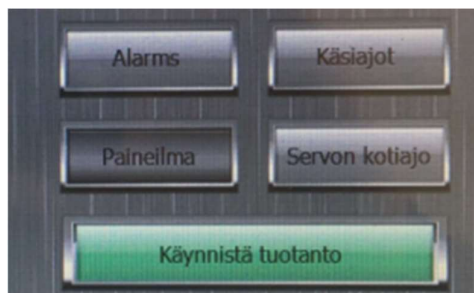 Alarms
Käsiajot
Paineilma
Servon kotiajo
Käynnistä tuotanto